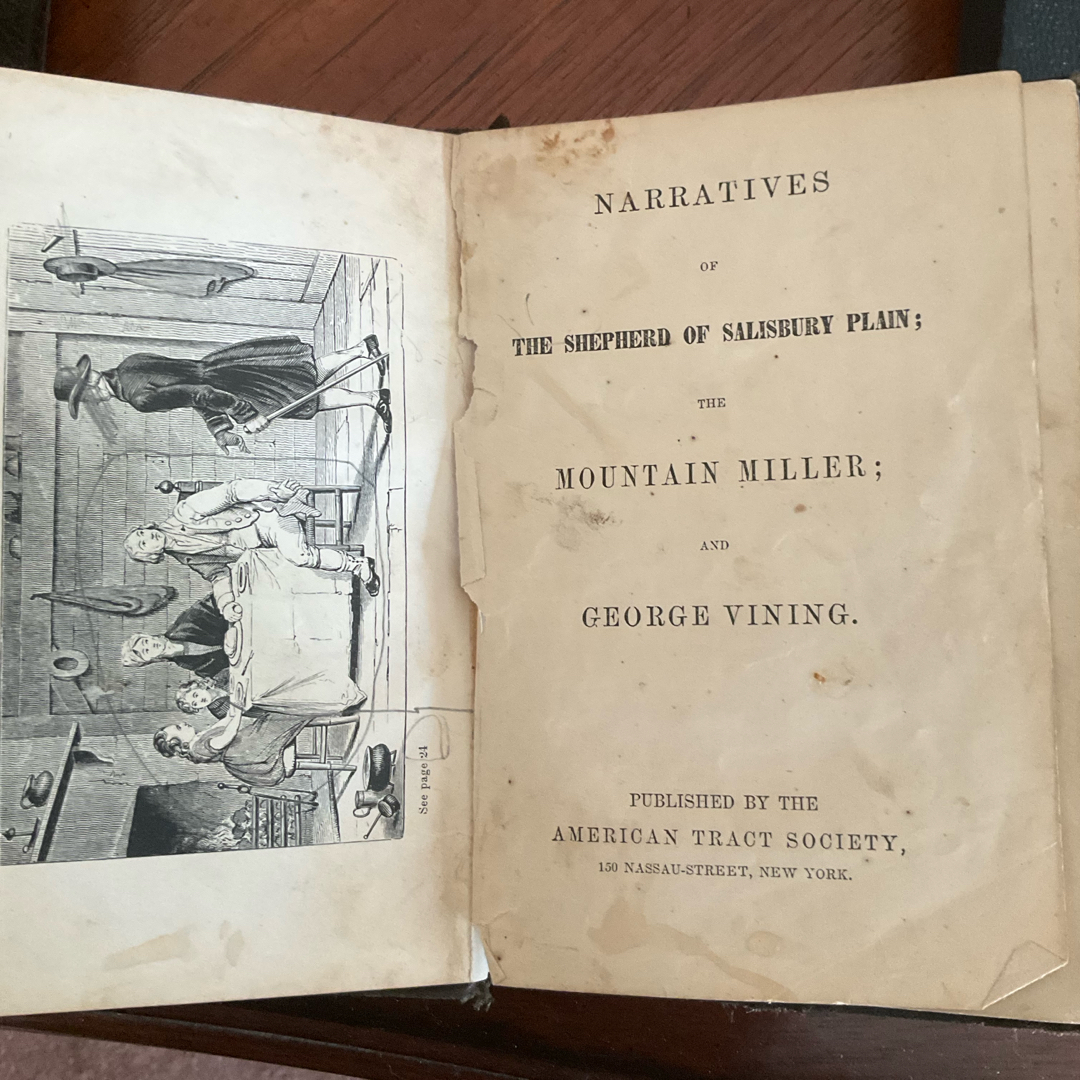 See page 24
NARRATIVES
OF
THE SHEPHERD OF SALISBURY PLAIN;
THE
MOUNTAIN MILLER;
AND
GEORGE VINING.
PUBLISHED BY THE
AMERICAN TRACT SOCIETY,
150 NASSAU-STREET, NEW YORK.